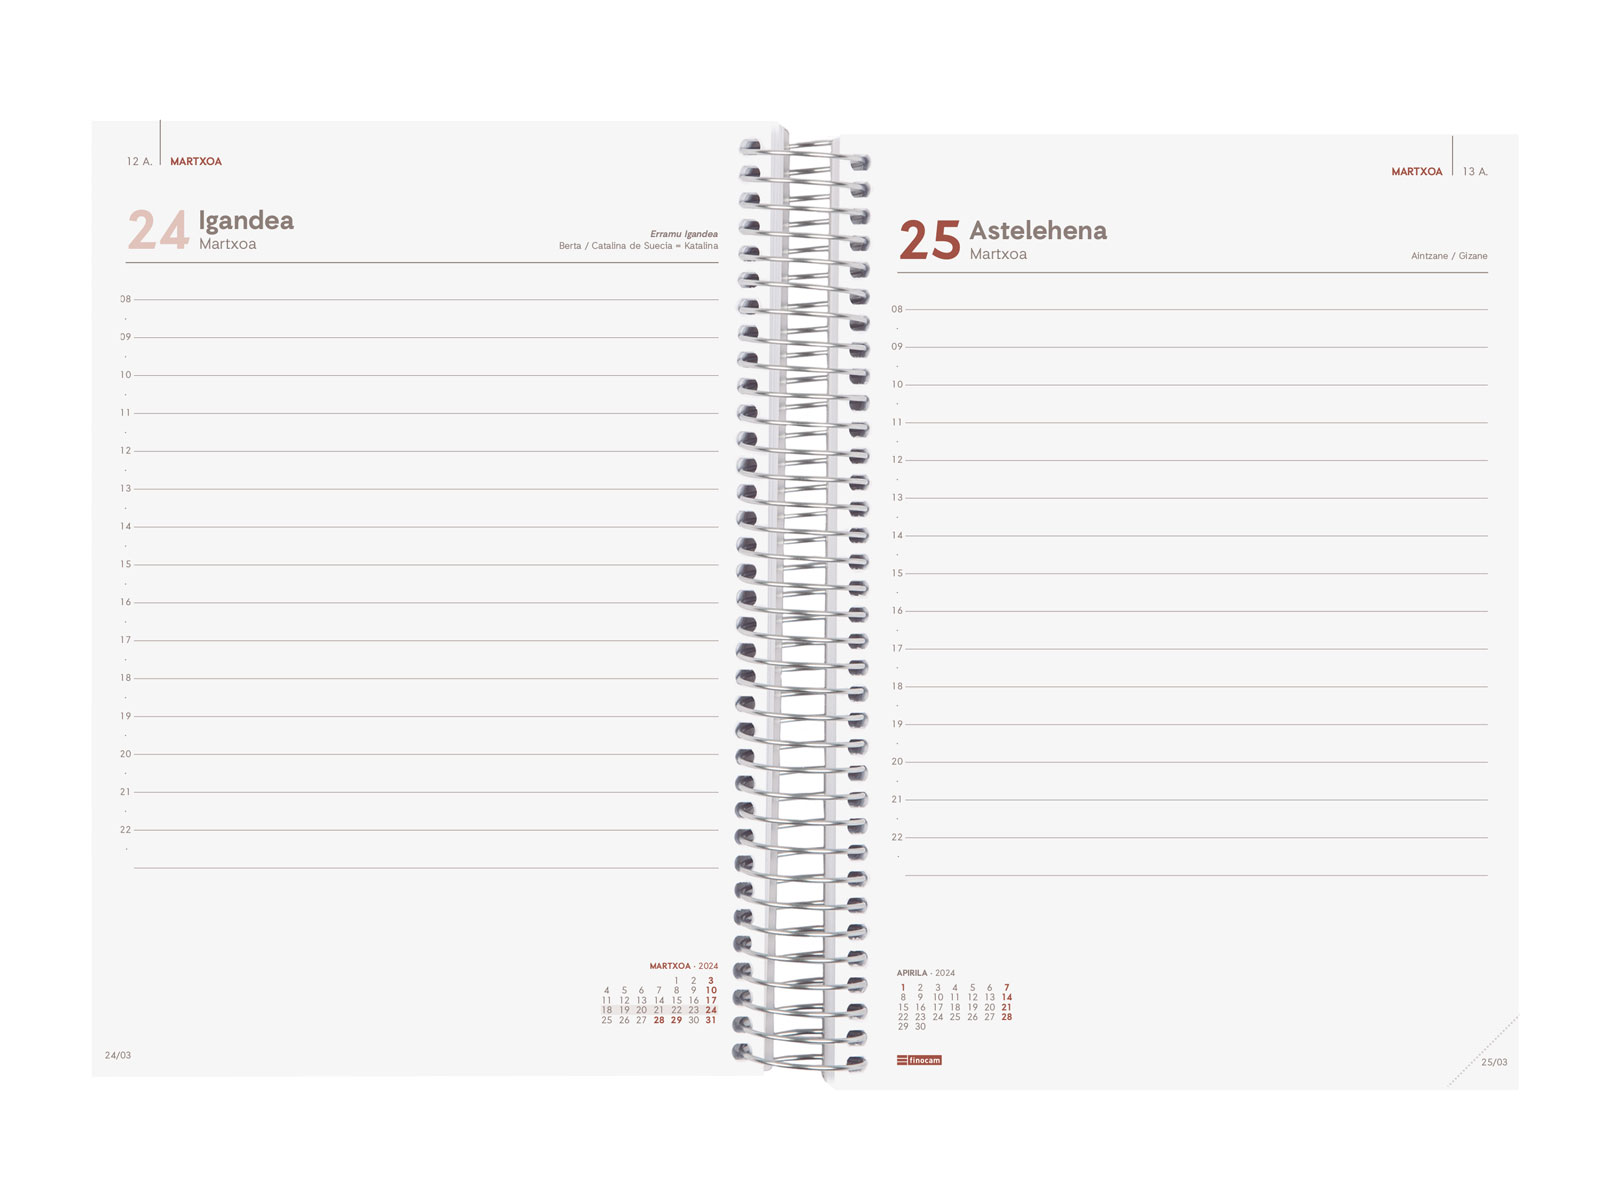 12 A. MARTXOA
24 Igandea
Martxoa
Erramu Igandea
Berta / Catalina de Suecia = Katalina
08
09
10
11
12
13
14
15
16
17
18
19
20
21
22
MARTXOA · 2024
1 2 3
4 5 6 7 8 9 10
11 12 13 14 15 16 17
18 19 20 21 22 23 24
25 26 27 28 29 30 31
24/03
MARTXOA 13 A.
25 Astelehena
Martxoa
Aintzane / Gizane
08
09
10
11
12
13
14
15
16
17
18
19
20
21
22
APIRILA · 2024
1 2 3 4 5 6 7
8 9 10 11 12 13 14
15 16 17 18 19 20 21
22 23 24 25 26 27 28
29 30
finocam
25/03